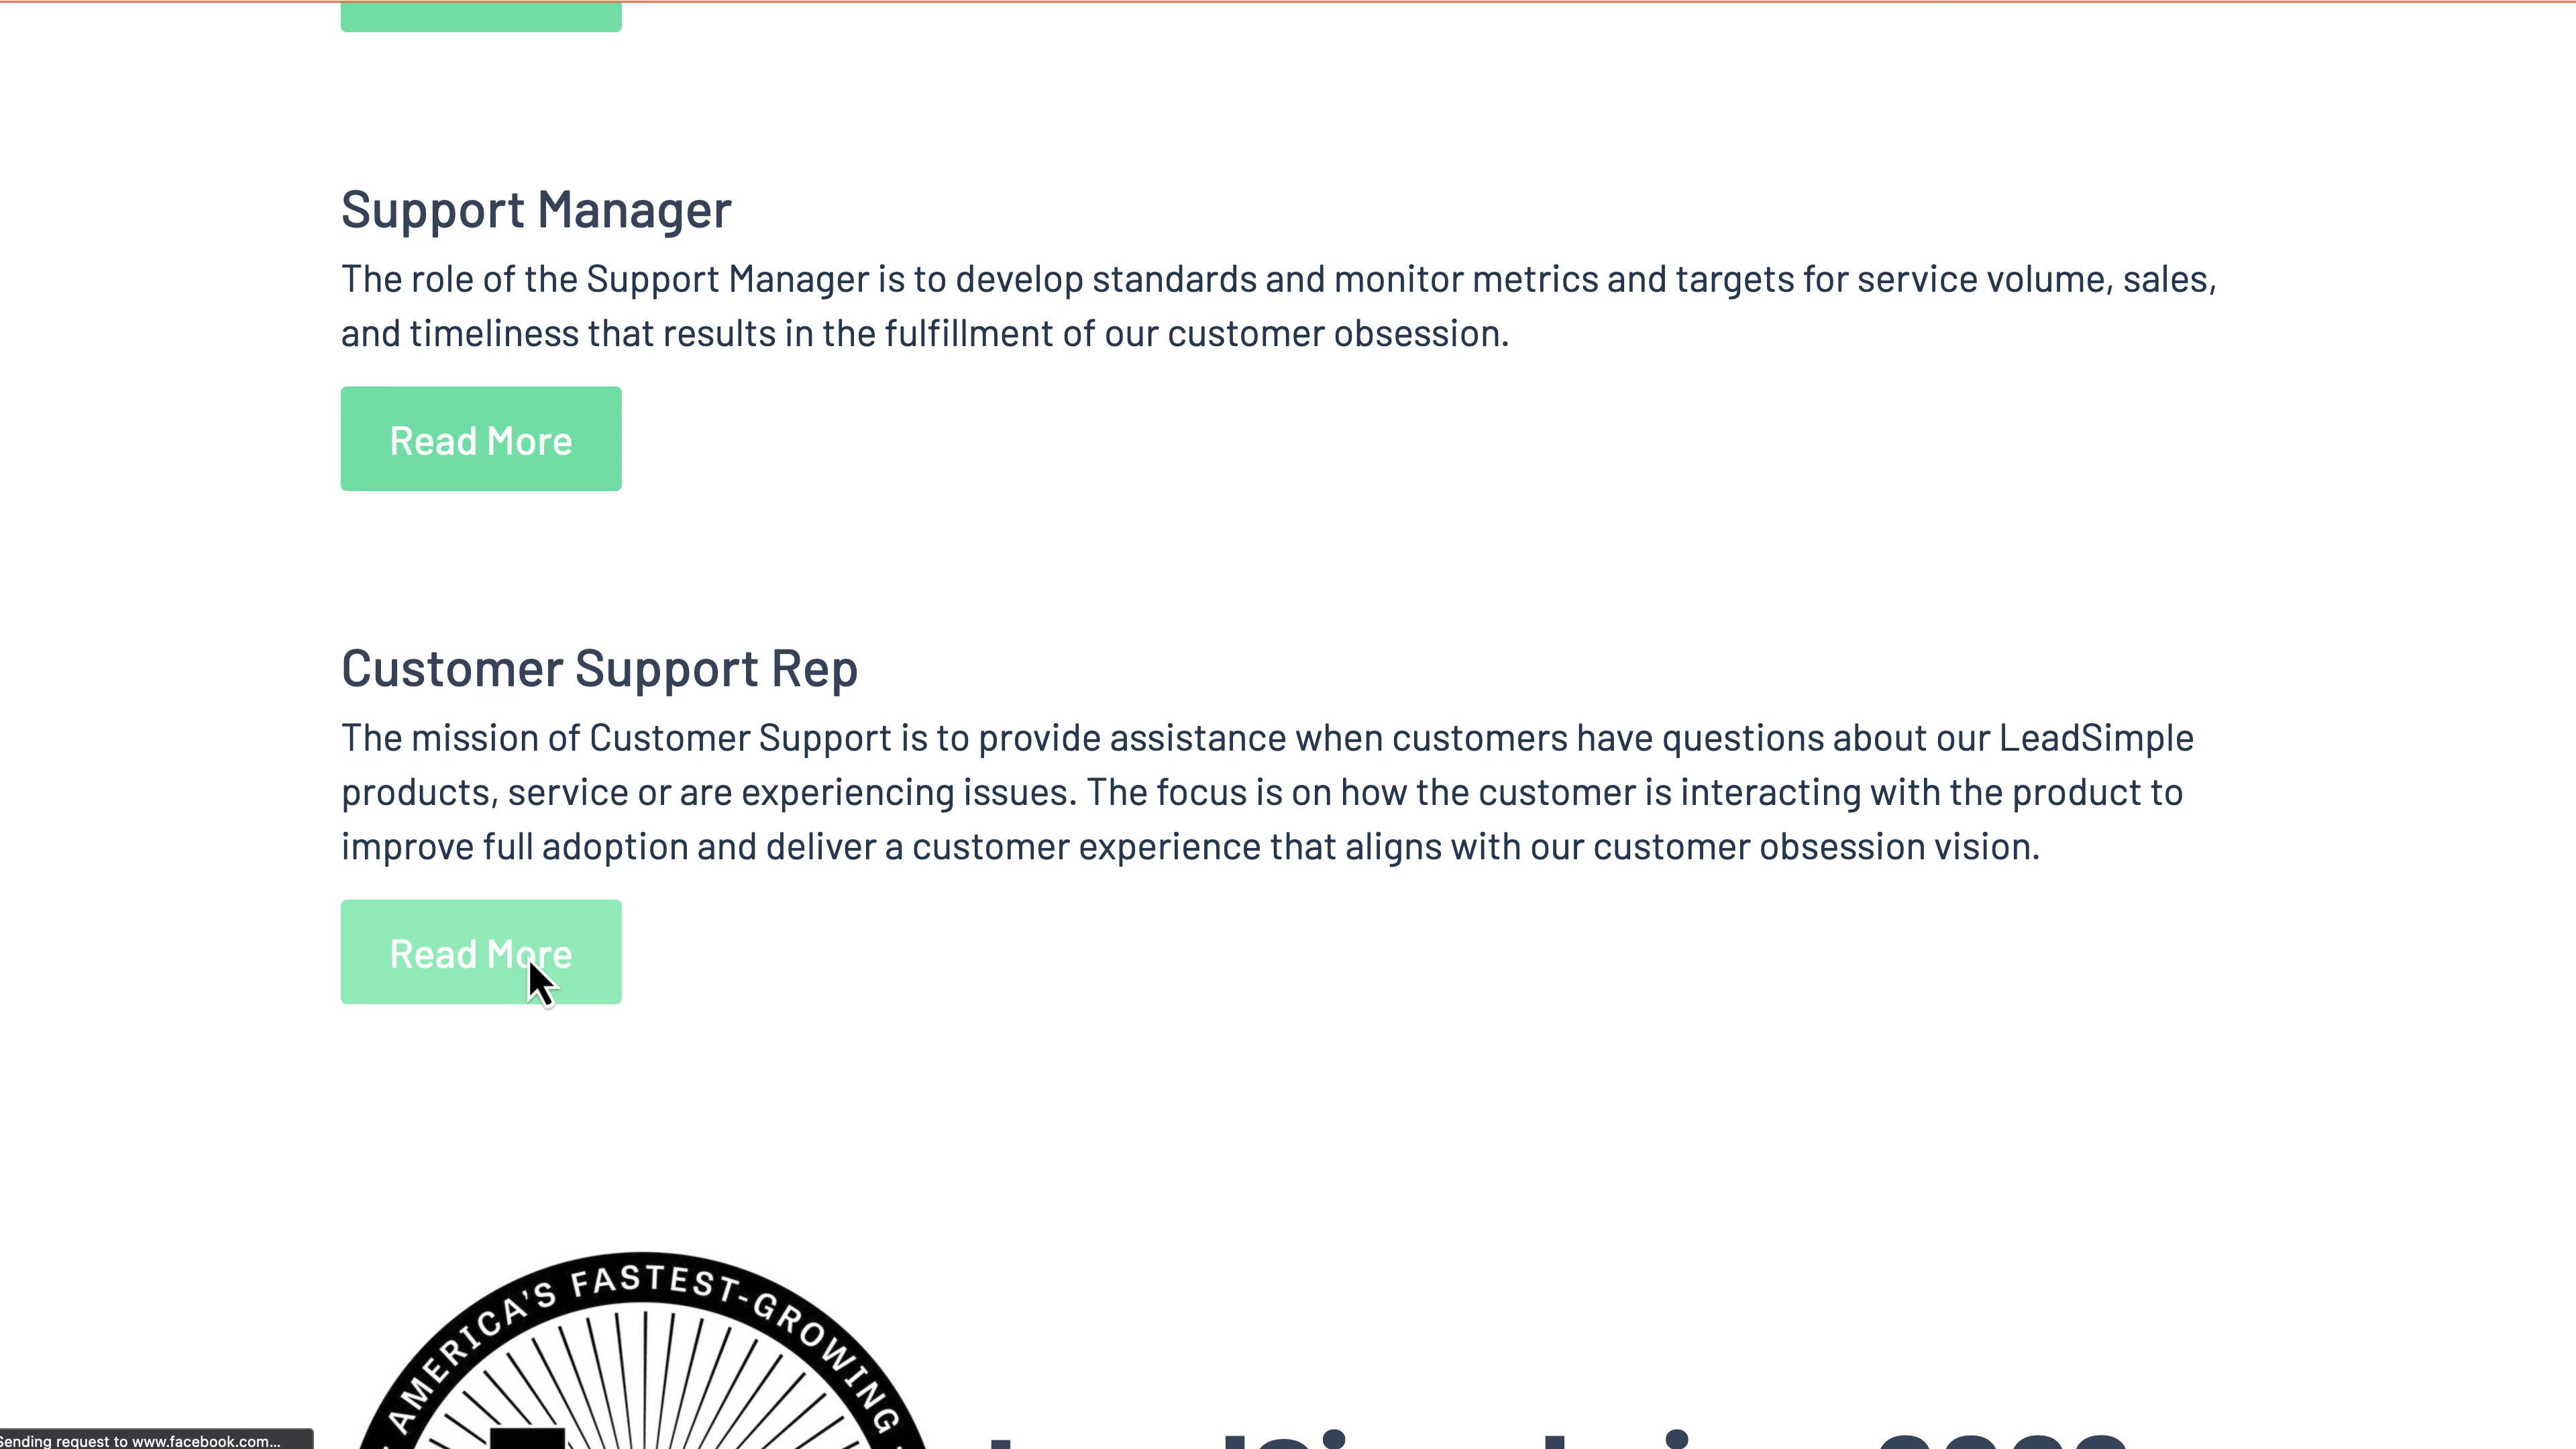 Support Manager
The role of the Support Manager is to develop standards and monitor metrics and targets for service volume, sales,
and timeliness that results in the fulfillment of our customer obsession.
Read More
Customer Support Rep
The mission of Customer Support is to provide assistance when customers have questions about our LeadSimple
products, service or are experiencing issues. The focus is on how the customer is interacting with the product to
improve full adoption and deliver a customer experience that aligns with our customer obsession vision.
Read More
AMERICA'S FASTEST-GROWING
Sending request to www.facebook.com...